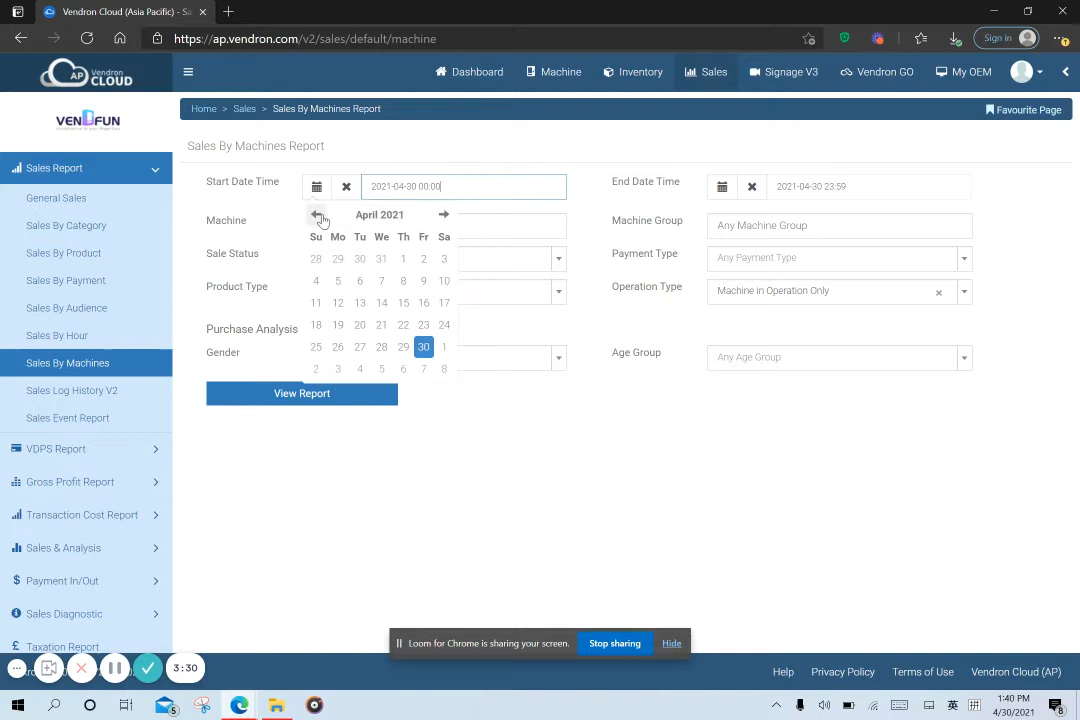 Vendron Cloud (Asia Pacific) - Sa
https://ap.vendron.com/v2/sales/default/machine
Sign in
AP Vendron CLOUD
Dashboard
Machine
Inventory
Sales
Signage V3
Vendron GO
My OEM
VENDFUN
Home > Sales > Sales By Machines Report
Favourite Page
Sales Report
General Sales
Sales By Category
Sales By Product
Sales By Payment
Sales By Audience
Sales By Hour
Sales By Machines
Sales Log History V2
Sales Event Report
VDPS Report
Gross Profit Report
Transaction Cost Report
Sales & Analysis
Payment In/Out
Sales Diagnostic
Taxation Report
Sales By Machines Report
Start Date Time
2021-04-30 00:00
End Date Time
2021-04-30 23:59
Machine
Machine Group
Any Machine Group
Sale Status
Payment Type
Any Payment Type
Product Type
Operation Type
Machine in Operation Only
April 2021
Su Mo Tu We Th Fr Sa
28 29 30 31 1 2 3
4 5 6 7 8 9 10
11 12 13 14 15 16 17
18 19 20 21 22 23 24
25 26 27 28 29 30 1
2 3 4 5 6 7 8
Purchase Analysis
Gender
Age Group
Any Age Group
View Report
Loom for Chrome is sharing your screen.
Stop sharing
Hide
3:30
Help
Privacy Policy
Terms of Use
Vendron Cloud (AP)
5
英
拼
1:40 PM
4/30/2021
8